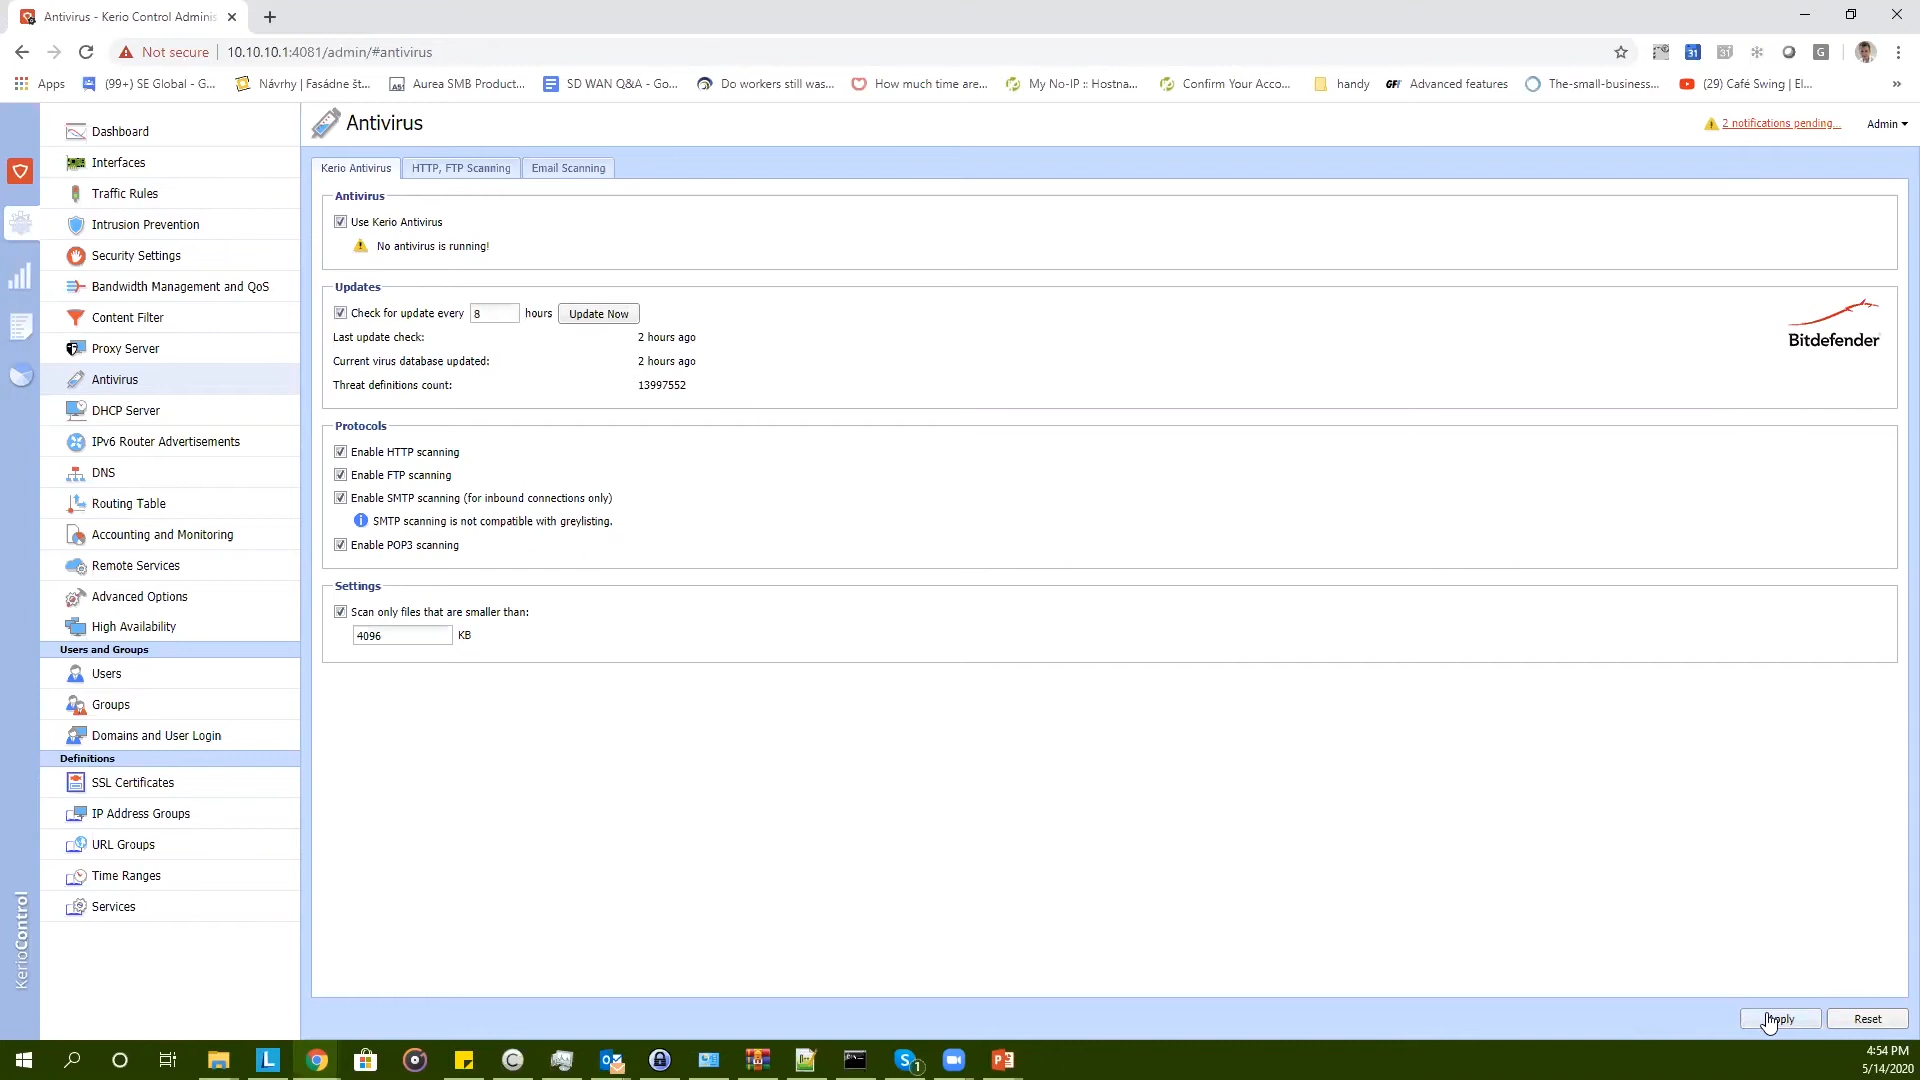 Antivirus - Kerio Control Adminis
Not secure
10.10.10.1:4081/admin/#antivirus
Apps
(99+) SE Global - G...
Návrhy | Fasádne št...
Aurea SMB Product...
SD WAN Q&A - Go...
Do workers still was...
How much time are...
My No-IP :: Hostna...
Confirm Your Acco...
handy
GFI
Advanced features
The-small-business...
(29) Café Swing | El...
»
Dashboard
Interfaces
Traffic Rules
Intrusion Prevention
Security Settings
Bandwidth Management and QoS
Content Filter
Proxy Server
Antivirus
DHCP Server
IPv6 Router Advertisements
DNS
Routing Table
Accounting and Monitoring
Remote Services
Advanced Options
High Availability
Users and Groups
Users
Groups
Domains and User Login
Definitions
SSL Certificates
IP Address Groups
URL Groups
Time Ranges
Services
KerioControl
Antivirus
2 notifications pending...
Admin
Kerio Antivirus
HTTP, FTP Scanning
Email Scanning
Antivirus
Use Kerio Antivirus
No antivirus is running!
Updates
Check for update every 8 hours Update Now
Last update check: 2 hours ago
Current virus database updated: 2 hours ago
Threat definitions count: 13997552
Bitdefender
Protocols
Enable HTTP scanning
Enable FTP scanning
Enable SMTP scanning (for inbound connections only)
SMTP scanning is not compatible with greylisting.
Enable POP3 scanning
Settings
Scan only files that are smaller than:
4096 KB
Reset
4:54 PM
5/14/2020